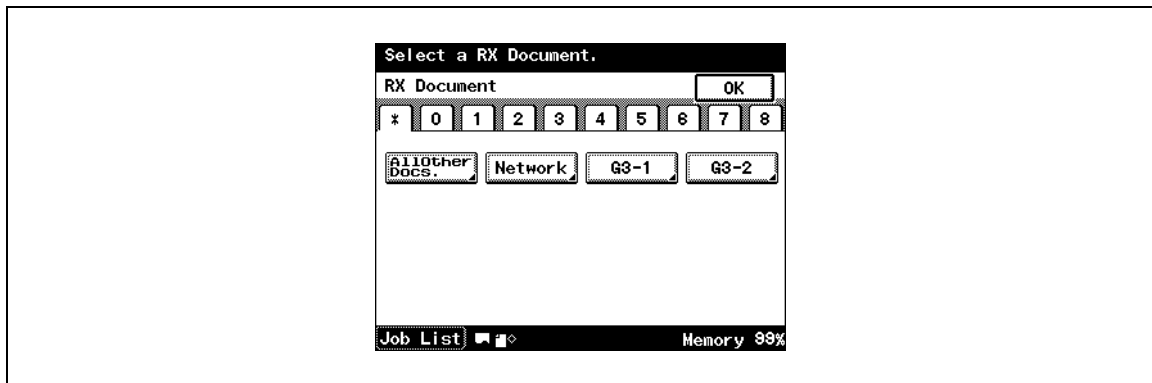 Select a RX Document.
RX Document OK
* 0 1 2 3 4 5 6 7 8
AllOther Docs. Network G3-1 G3-2
Job List Memory 99%